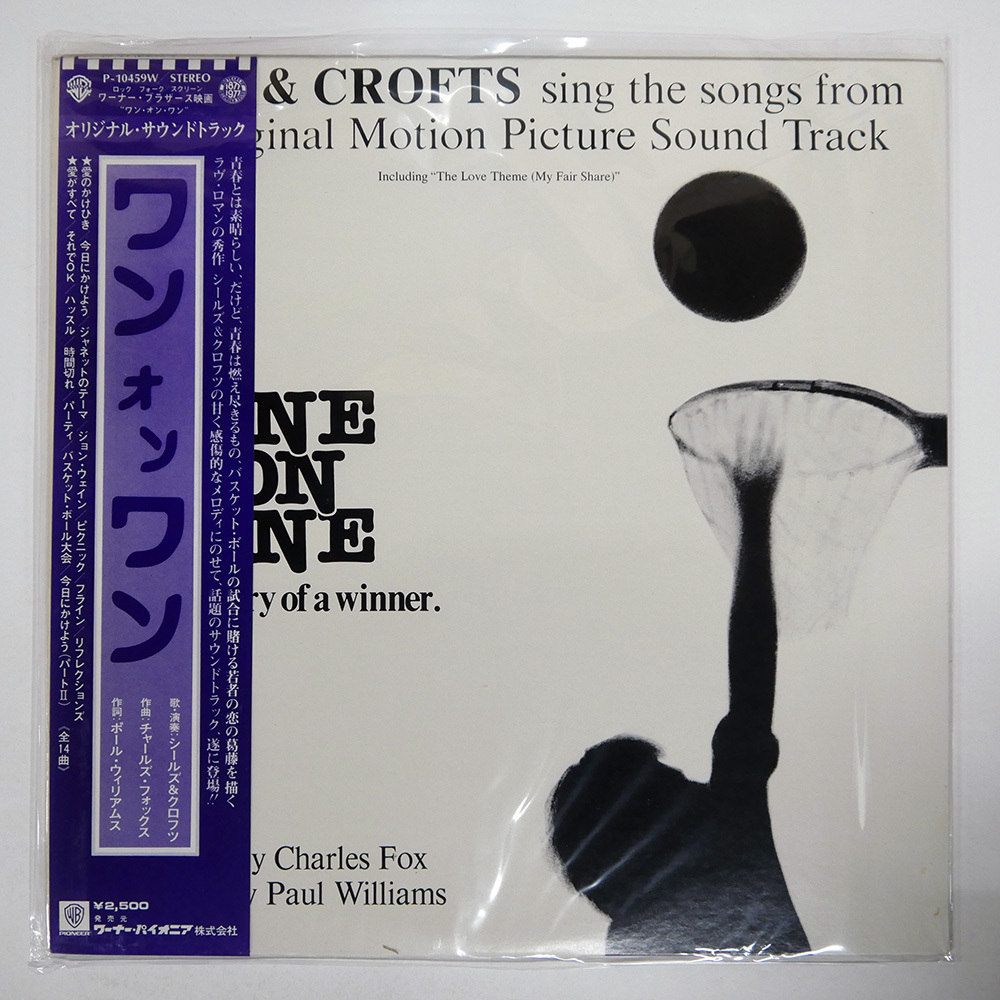 P-10459W／STEREO
ロック フォーク スクリーン
ワーナー・ブラザース映画
"ワン・オン・ワン"
オリジナル・サウンドトラック
1877
1977
青春とは素晴らしい、だけど、青春は燃え尽きるもの、バスケット・ボールの試合に賭ける若者の恋の葛藤を描く
ラヴ・ロマンの秀作 シールズ&クロフツの甘く感傷的なメロディにのせて、話題のサウンドトラック、遂に登場!!
ワン オン ワン
歌・演奏:シールズ&クロフツ
作曲:チャールズ・フォックス
作詞:ポール・ウィリアムス
★愛のかけひき／今日にかけよう／ジャネットのテーマ／ジョン・ウェイン／ピクニック／フライン／リフレクションズ
★愛がすべて／それでOK／ハッスル／時間切れ／パーティ／バスケット・ボール大会／今日にかけよう(パートII) 〈全14曲〉
WB
PIONEER
¥2,500
発売元
ワーナー・パイオニア株式会社
& CROFTS sing the songs from
ginal Motion Picture Sound Track
Including "The Love Theme (My Fair Share)"
NE
ON
NE
ry of a winner.
y Charles Fox
y Paul Williams